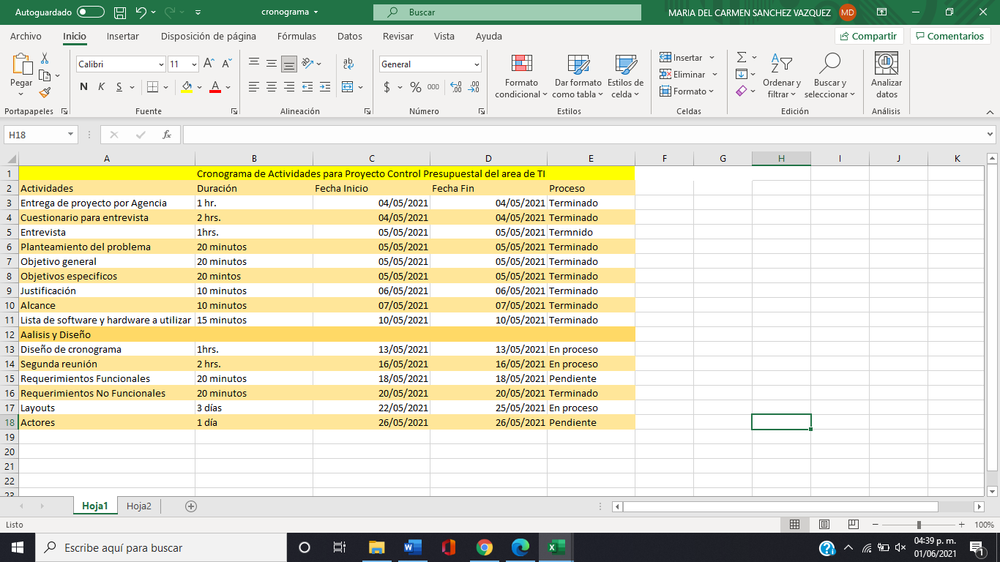 Autoguardado cronograma Buscar MARIA DEL CARMEN SANCHEZ VAZQUEZ MD
Archivo Inicio Insertar Disposición de página Fórmulas Datos Revisar Vista Ayuda Compartir Comentarios
Pegar
Portapapeles
Calibri 11
N K S A
Fuente
ab
Alineación
General
$ % 000
Número
Formato condicional
Dar formato como tabla
Estilos de celda
Estilos
Insertar
Eliminar
Formato
Celdas
Ordenar y filtrar
Buscar y seleccionar
Edición
Analizar datos
Análisis
H18 fx
A B C D E F G H I J K
1 Cronograma de Actividades para Proyecto Control Presupuestal del area de TI
2 Actividades Duración Fecha Inicio Fecha Fin Proceso
3 Entrega de proyecto por Agencia 1 hr. 04/05/2021 04/05/2021 Terminado
4 Cuestionario para entrevista 2 hrs. 04/05/2021 04/05/2021 Terminado
5 Entrevista 1hrs. 05/05/2021 05/05/2021 Termnido
6 Planteamiento del problema 20 minutos 05/05/2021 05/05/2021 Terminado
7 Objetivo general 20 minutos 05/05/2021 05/05/2021 Terminado
8 Objetivos especificos 20 mintos 05/05/2021 05/05/2021 Terminado
9 Justificación 10 minutos 06/05/2021 06/05/2021 Terminado
10 Alcance 10 minutos 07/05/2021 07/05/2021 Terminado
11 Lista de software y hardware a utilizar 15 minutos 10/05/2021 10/05/2021 Terminado
12 Aalisis y Diseño
13 Diseño de cronograma 1hrs. 13/05/2021 13/05/2021 En proceso
14 Segunda reunión 2 hrs. 16/05/2021 16/05/2021 En proceso
15 Requerimientos Funcionales 20 minutos 18/05/2021 18/05/2021 Pendiente
16 Requerimientos No Funcionales 20 minutos 20/05/2021 20/05/2021 Terminado
17 Layouts 3 días 22/05/2021 25/05/2021 En proceso
18 Actores 1 día 26/05/2021 26/05/2021 Pendiente
19
20
21
22
23
Hoja1 Hoja2
Listo 100%
Escribe aquí para buscar
04:39 p. m.
01/06/2021
1